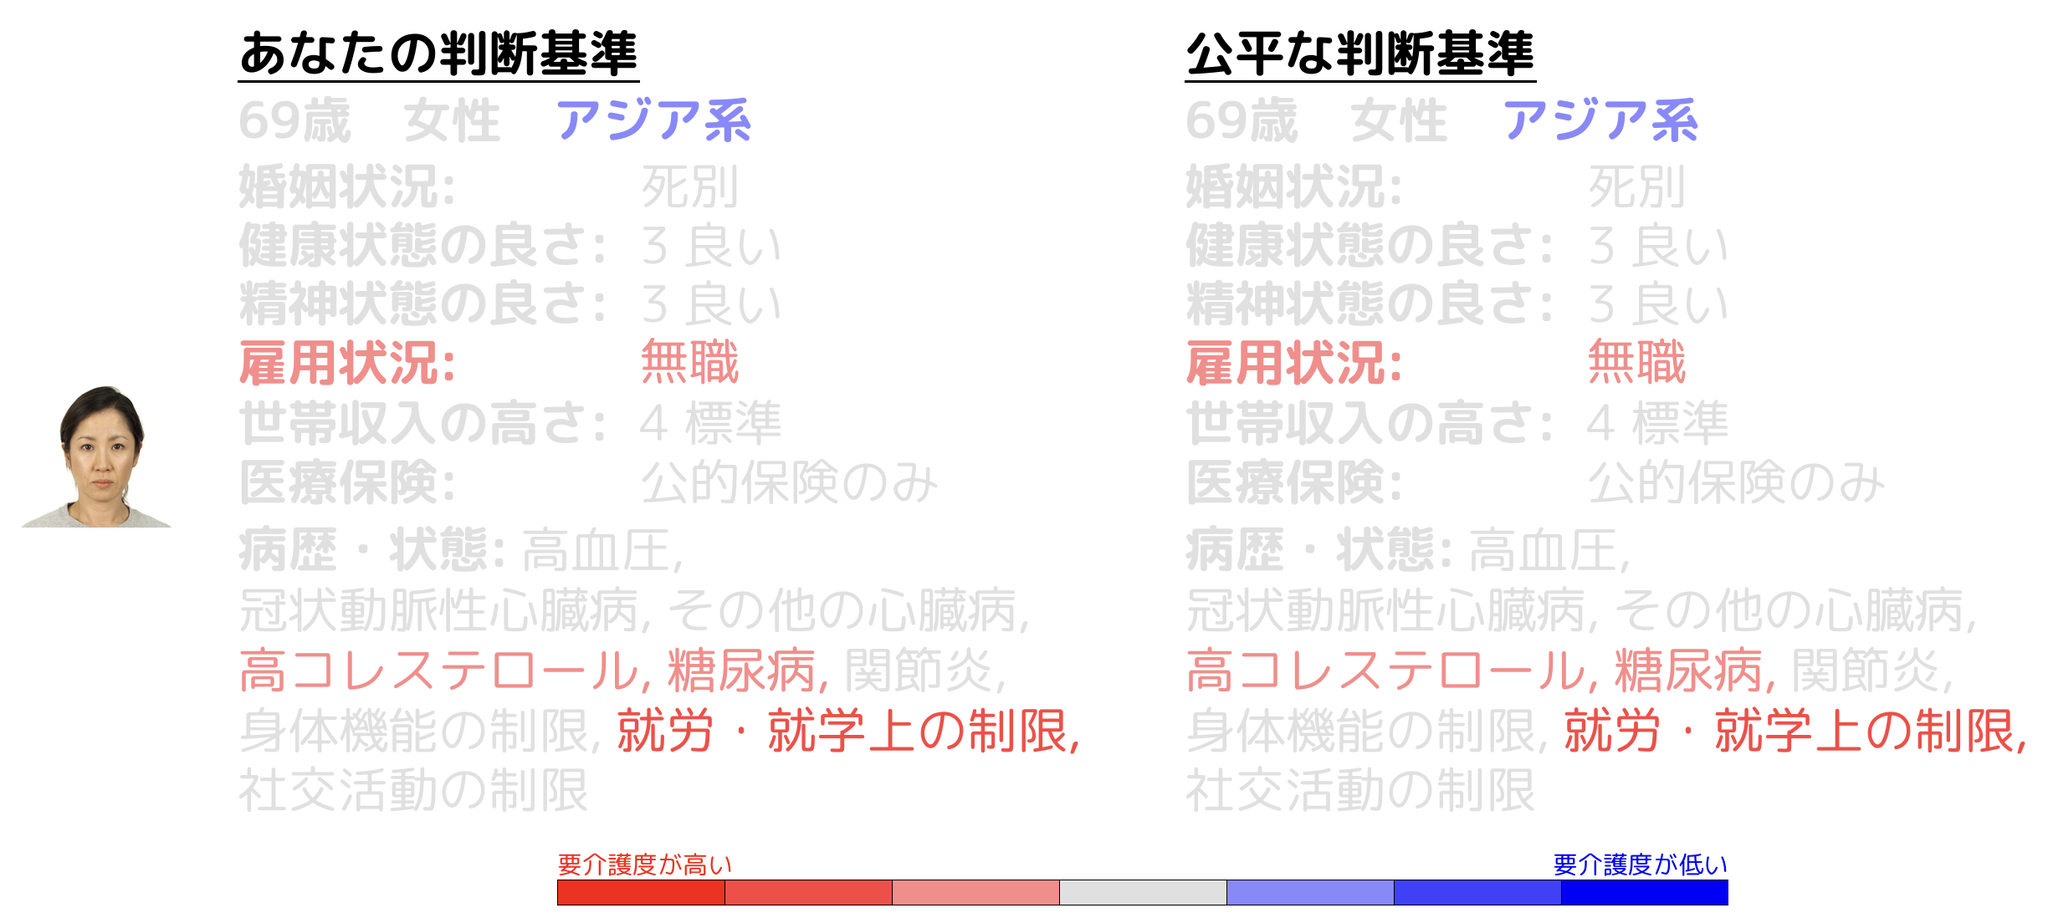 あなたの判断基準
69歳 女性 アジア系
婚姻状況: 死別
健康状態の良さ: 3 良い
精神状態の良さ: 3 良い
雇用状況: 無職
世帯収入の高さ: 4 標準
医療保険: 公的保険のみ
病歴・状態: 高血圧,
冠状動脈性心臓病, その他の心臓病,
高コレステロール, 糖尿病, 関節炎,
身体機能の制限, 就労・就学上の制限,
社交活動の制限
公平な判断基準
69歳 女性 アジア系
婚姻状況: 死別
健康状態の良さ: 3 良い
精神状態の良さ: 3 良い
雇用状況: 無職
世帯収入の高さ: 4 標準
医療保険: 公的保険のみ
病歴・状態: 高血圧,
冠状動脈性心臓病, その他の心臓病,
高コレステロール, 糖尿病, 関節炎,
身体機能の制限, 就労・就学上の制限,
社交活動の制限
要介護度が高い
要介護度が低い